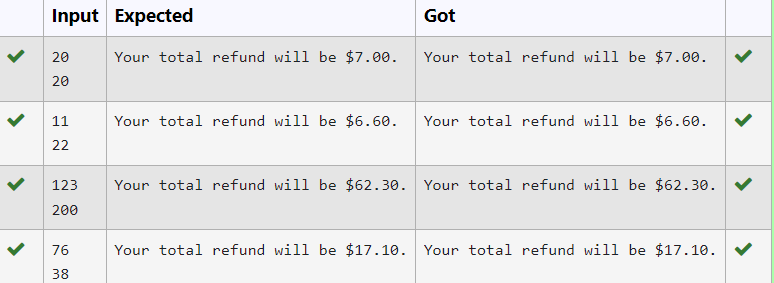 Input Expected Got
20 Your total refund will be $7.00. Your total refund will be $7.00.
20
11 Your total refund will be $6.60. Your total refund will be $6.60.
22
123 Your total refund will be $62.30. Your total refund will be $62.30.
200
76 Your total refund will be $17.10. Your total refund will be $17.10.
38